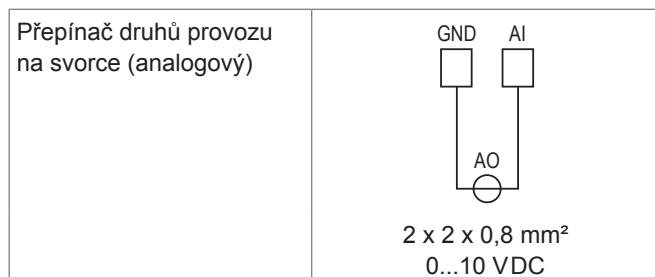 Přepínač druhů provozu
na svorce (analogový)
GND AI
AO
2 x 2 x 0,8 mm²
0...10 VDC